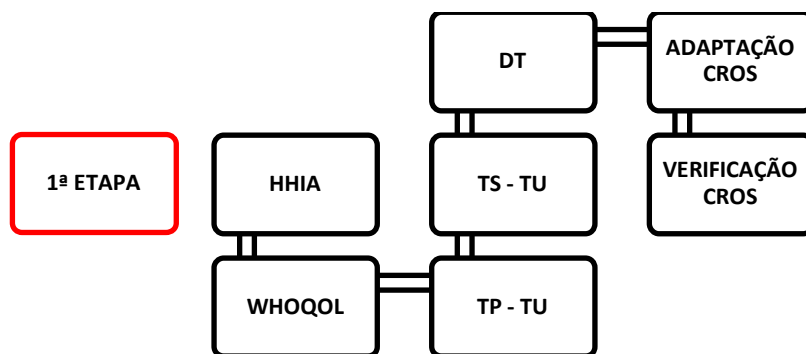 1ª ETAPA
HHIA
WHOQOL
TP - TU
TS - TU
DT
ADAPTAÇÃO
CROS
VERIFICAÇÃO
CROS